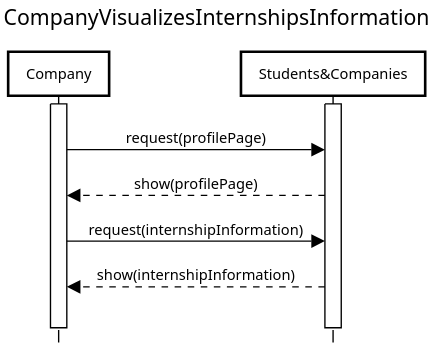 CompanyVisualizesInternshipsInformation
Company
Students&Companies
request(profilePage)
show(profilePage)
request(internshipInformation)
show(internshipInformation)